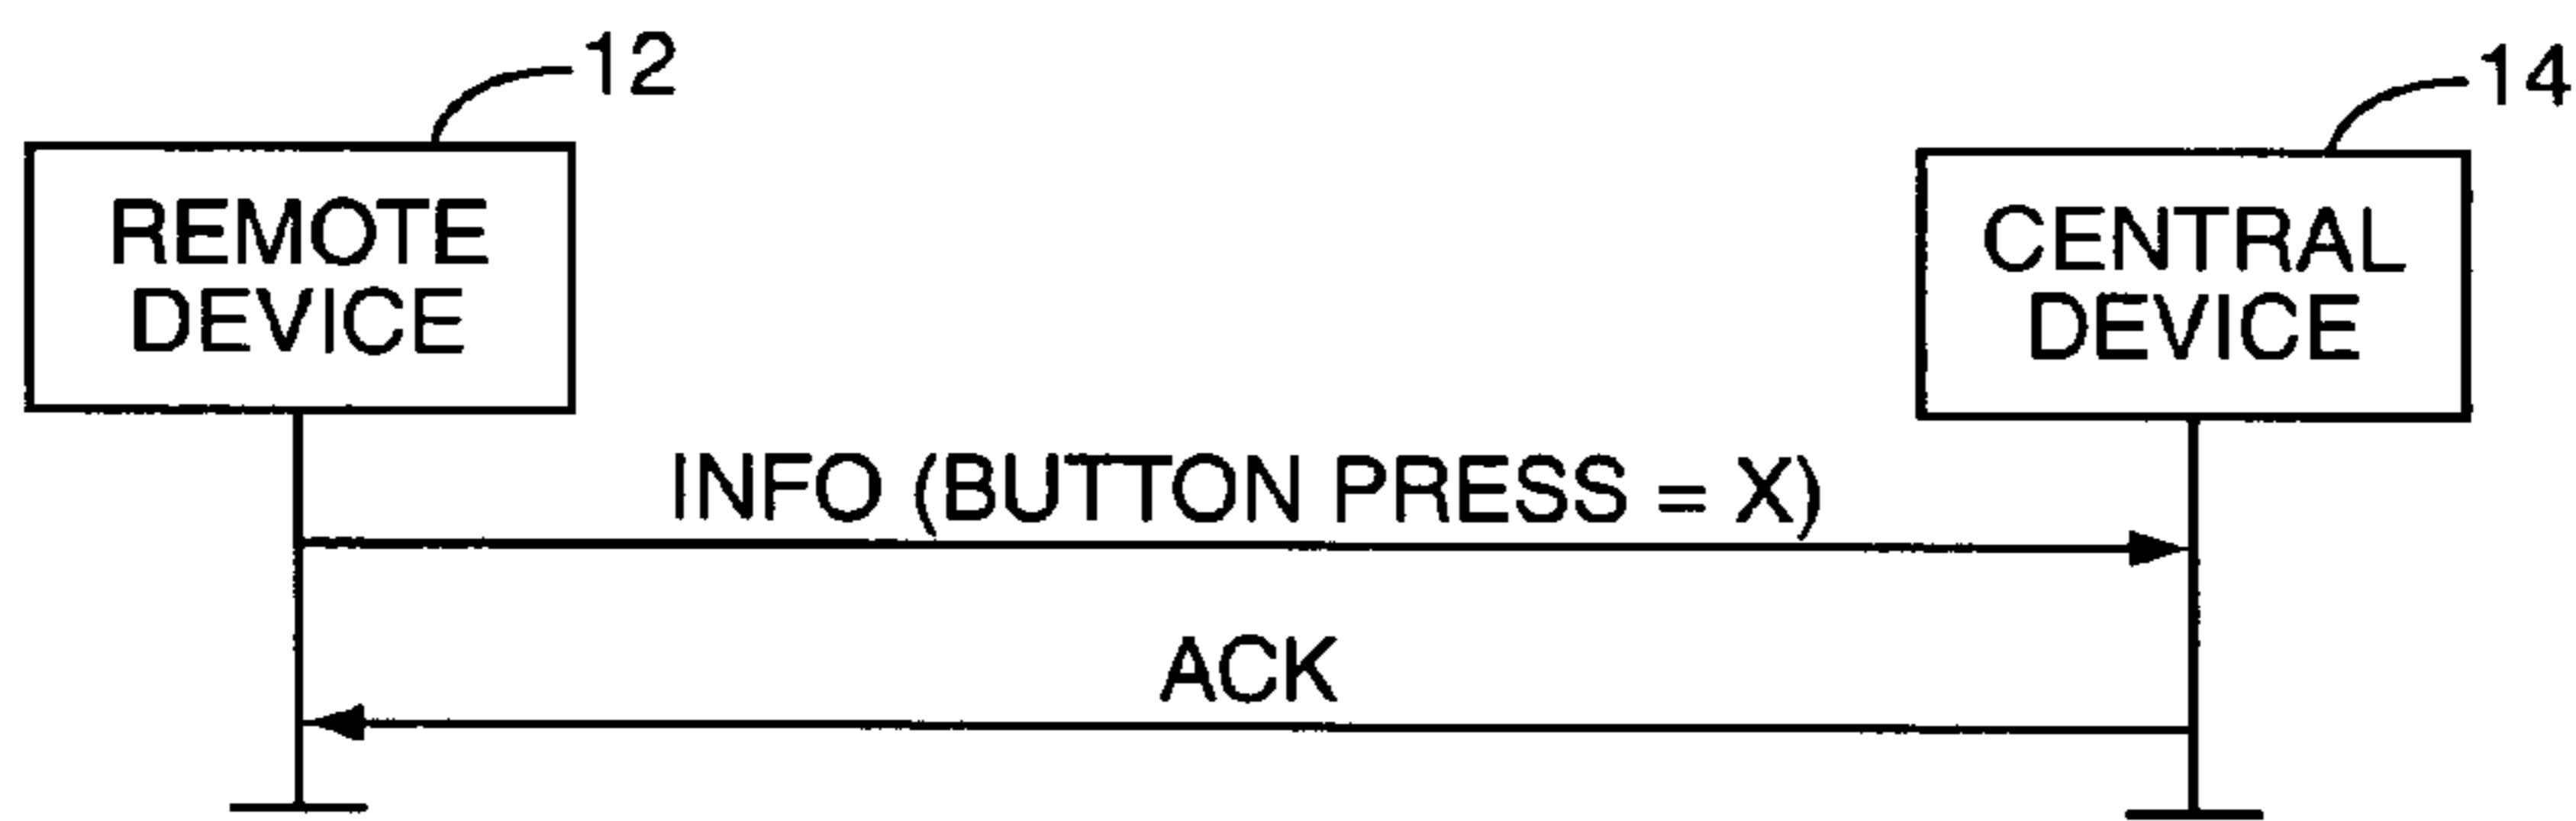 12
14
REMOTE
DEVICE
CENTRAL
DEVICE
INFO (BUTTON PRESS = X)
ACK